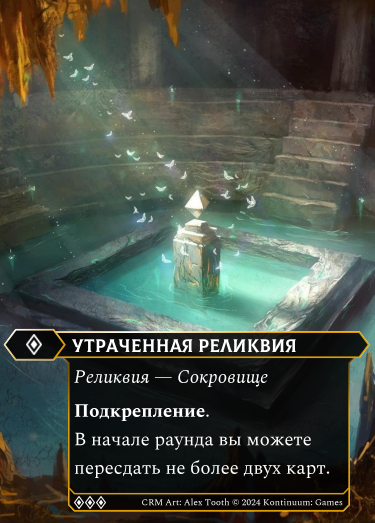 УТРАЧЕННАЯ РЕЛИКВИЯ
Реликвия — Сокровище
Подкрепление.
В начале раунда вы можете
пересдать не более двух карт.
CRM Art: Alex Tooth © 2024 Kontinuum: Games